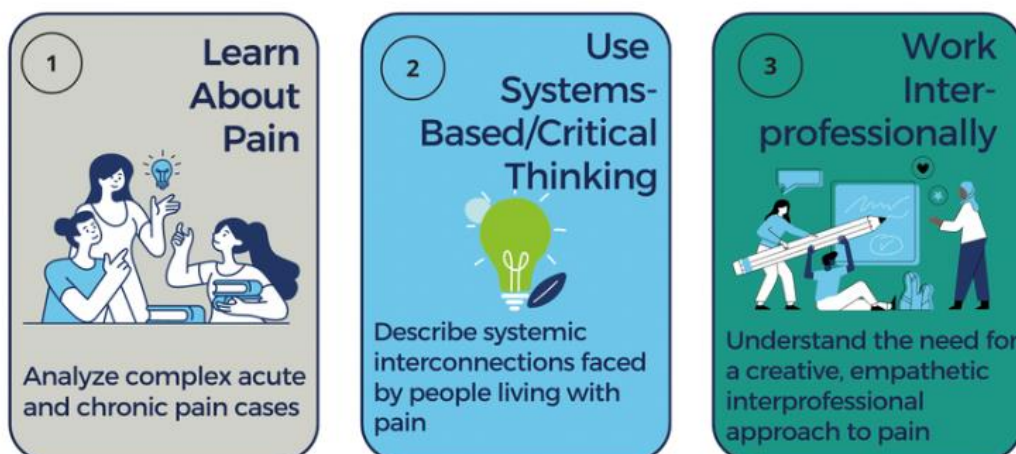 1
Learn
About
Pain
Analyze complex acute
and chronic pain cases
2
Use
Systems-
Based/Critical
Thinking
Describe systemic
interconnections faced
by people living with
pain
3
Work
Inter-
professionally
Understand the need for
a creative, empathetic
interprofessional
approach to pain